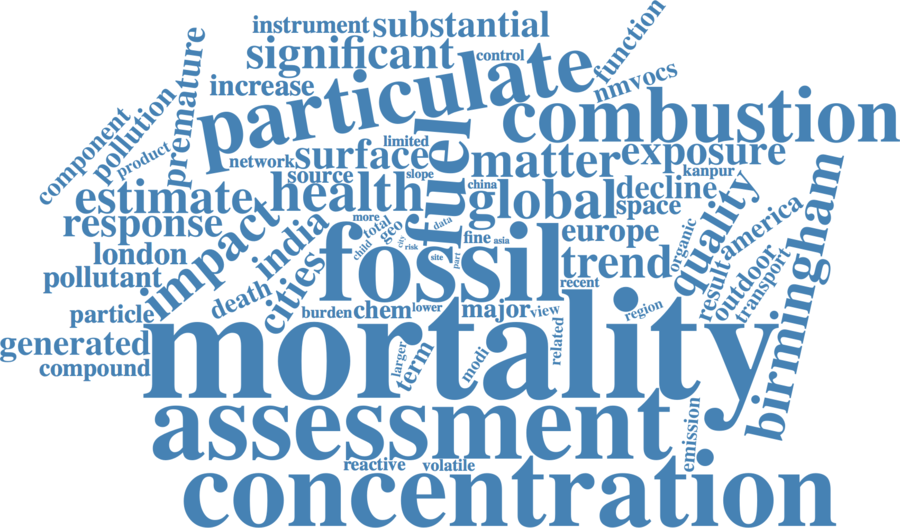 instrument
substantial
function
significant
control
particulate
nmvocs
increase
premature
pollution
component
product
combustion
limited
network
surface
fuel
matter
exposure
source
slope
kanpur
estimate
health
china
global
decline
space
quality
response
impact
india
more
total
geo
data
america
europe
london
cities
child
city
risk
fossil
fine
asia
site
part
trend
organic
result
outdoor
transport
birmingham
pollutant
death
recent
particle
burden
chem
lower
major
view
region
generated
mortality
compound
larger
term
modi
related
assessment
emission
reactive
volatile
concentration